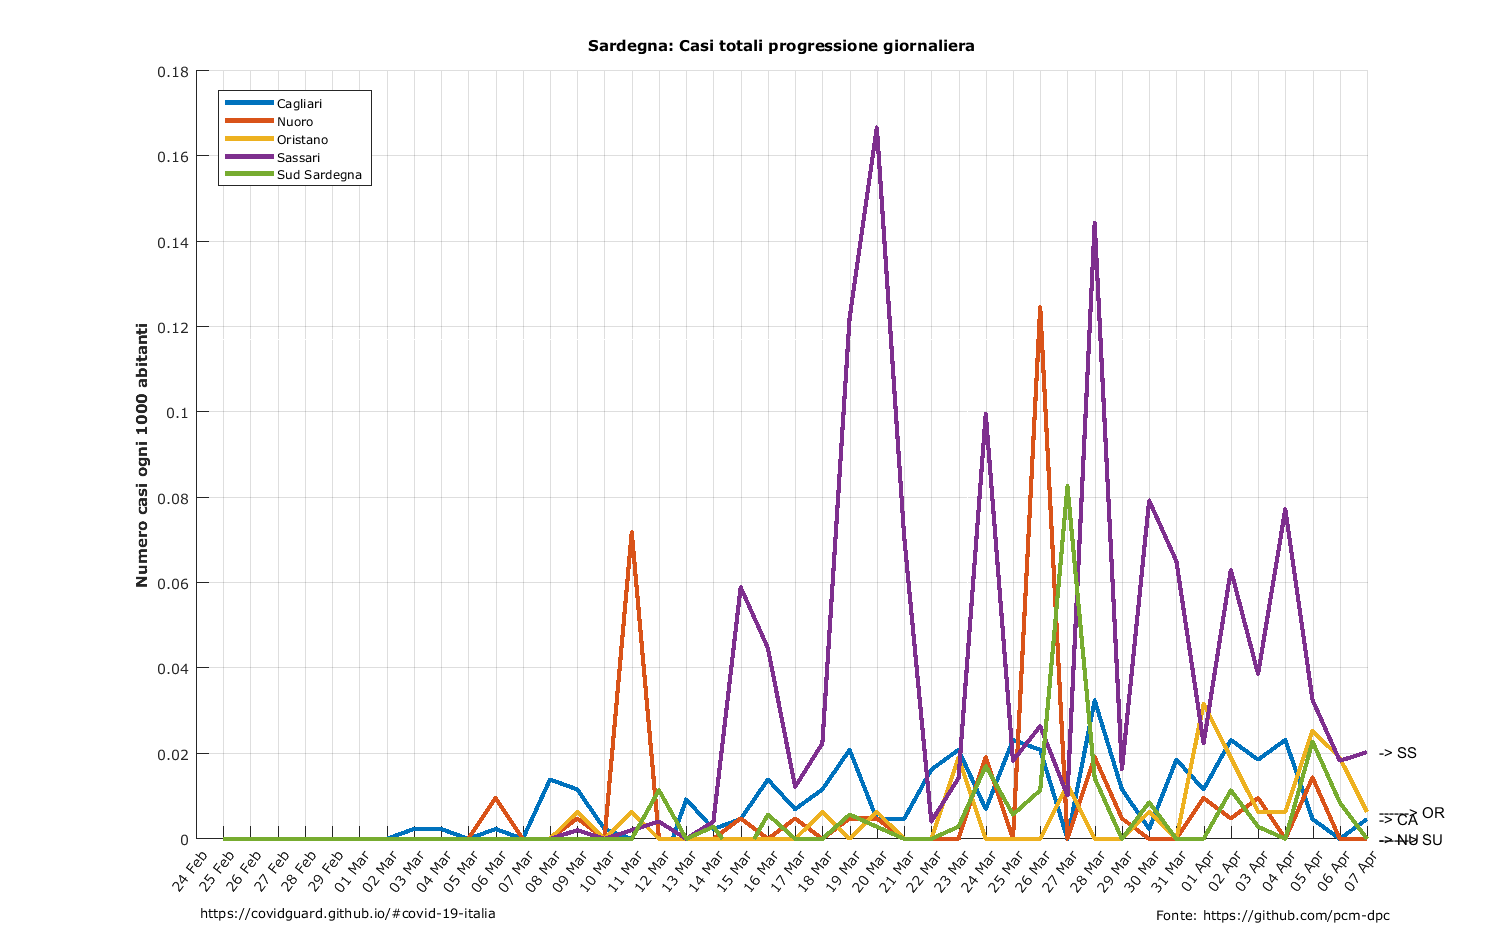 Sardegna: Casi totali progressione giornaliera
Numero casi ogni 1000 abitanti
0.18
0.16
0.14
0.12
0.1
0.08
0.06
0.04
0.02
0
Cagliari
Nuoro
Oristano
Sassari
Sud Sardegna
-> SS
-> OR
CA
-> NU
SU
24 Feb
25 Feb
26 Feb
27 Feb
28 Feb
29 Feb
01 Mar
02 Mar
03 Mar
04 Mar
05 Mar
06 Mar
07 Mar
08 Mar
09 Mar
10 Mar
11 Mar
12 Mar
13 Mar
14 Mar
15 Mar
16 Mar
17 Mar
18 Mar
19 Mar
20 Mar
21 Mar
22 Mar
23 Mar
24 Mar
25 Mar
26 Mar
27 Mar
28 Mar
29 Mar
30 Mar
31 Mar
01 Apr
02 Apr
03 Apr
04 Apr
05 Apr
06 Apr
07 Apr
https://covidguard.github.io/#covid-19-italia
Fonte: https://github.com/pcm-dpc